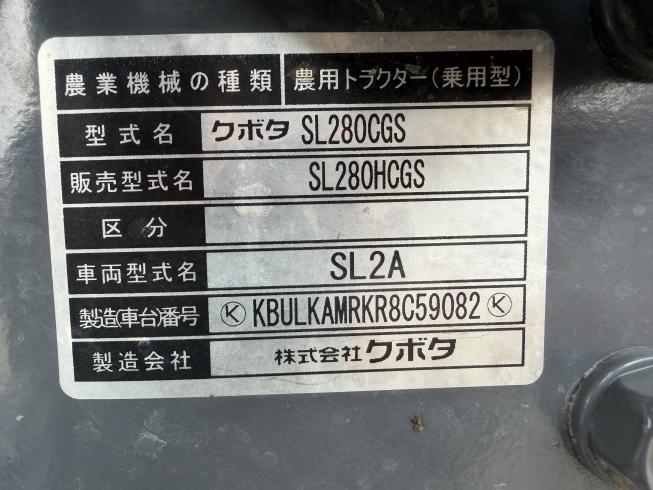 農業機械の種類 農用トラクター(乗用型)
型式名 クボタ SL280CGS
販売型式名 SL280HCGS
区分
車両型式名 SL2A
製造(車台)番号 Ⓚ KBULKAMRKR8C59082 Ⓚ
製造会社 株式会社クボタ